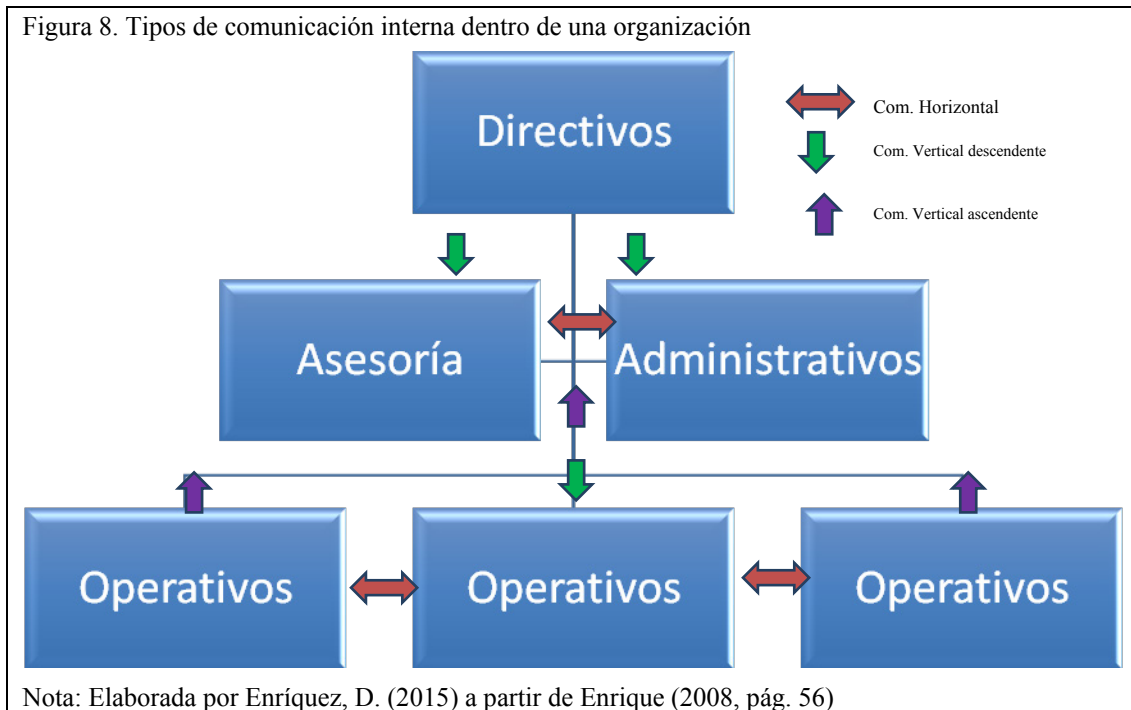 Figura 8. Tipos de comunicación interna dentro de una organización
Directivos
Com. Horizontal
Com. Vertical descendente
Com. Vertical ascendente
Asesoría
Administrativos
Operativos
Operativos
Operativos
Nota: Elaborada por Enríquez, D. (2015) a partir de Enrique (2008, pág. 56)